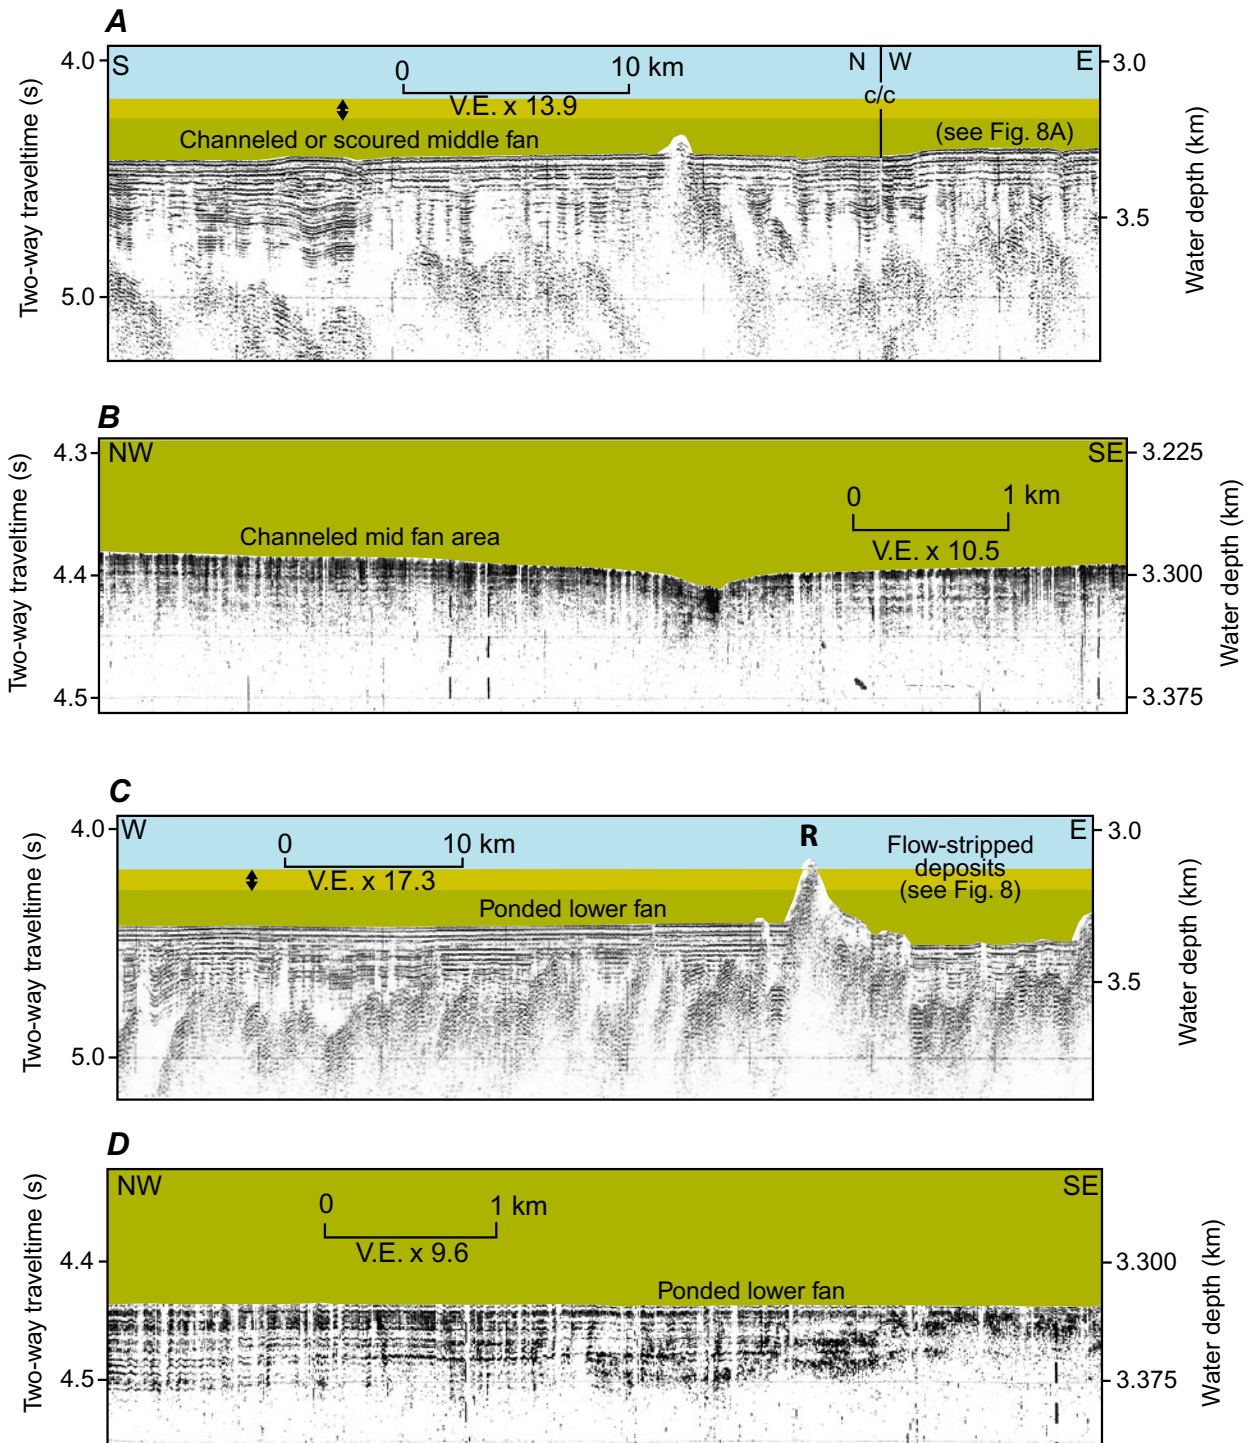 A
4.0
S
0
10 km
N
W
E
3.0
c/c
V.E. x 13.9
Channeled or scoured middle fan
(see Fig. 8A)
3.5
5.0
Two-way traveltime (s)
Water depth (km)
B
4.3
NW
SE
3.225
0
1 km
Channeled mid fan area
V.E. x 10.5
4.4
3.300
4.5
3.375
Two-way traveltime (s)
Water depth (km)
C
4.0
W
0
10 km
R
Flow-stripped
deposits
(see Fig. 8)
E
3.0
V.E. x 17.3
Ponded lower fan
3.5
5.0
Two-way traveltime (s)
Water depth (km)
D
NW
SE
0
1 km
V.E. x 9.6
4.4
3.300
Ponded lower fan
4.5
3.375
Two-way traveltime (s)
Water depth (km)